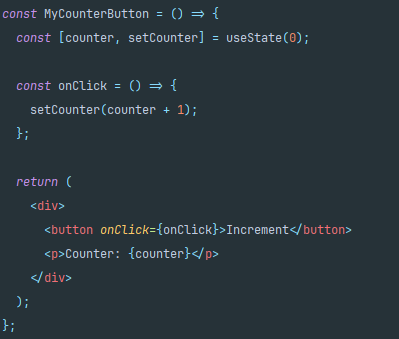 const MyCounterButton = () => {
  const [counter, setCounter] = useState(0);

  const onClick = () => {
    setCounter(counter + 1);
  };

  return (
    <div>
      <button onClick={onClick}>Increment</button>
      <p>Counter: {counter}</p>
    </div>
  );
};